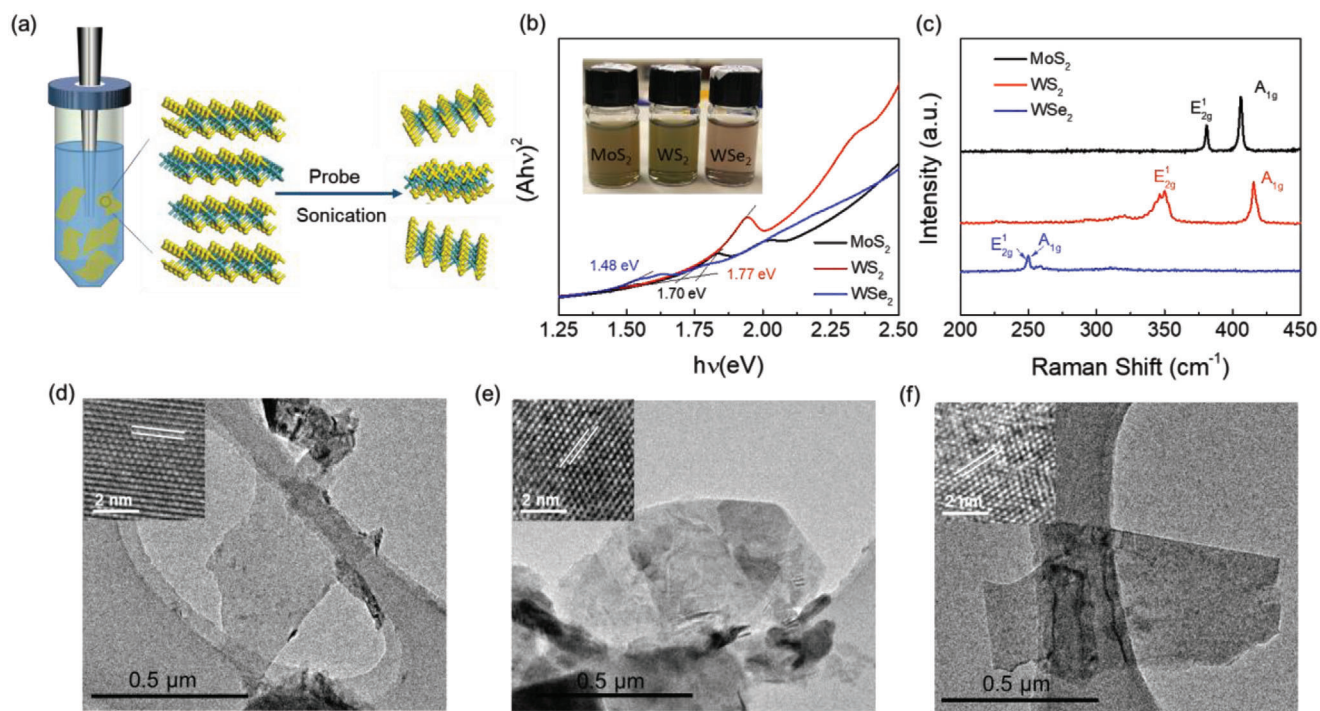 (a)
Probe
Sonication
(b)
(Ahν)²
MoS₂
WS₂
WSe₂
1.48 eV
1.70 eV
1.77 eV
MoS₂
WS₂
WSe₂
1.25 1.50 1.75 2.00 2.25 2.50
hν(eV)
(c)
Intensity (a.u.)
MoS₂
WS₂
WSe₂
E¹₂g
A₁g
E¹₂g
A₁g
E¹₂g
A₁g
200 250 300 350 400 450
Raman Shift (cm⁻¹)
(d)
2 nm
0.5 µm
(e)
2 nm
0.5 µm
(f)
2 nm
0.5 µm